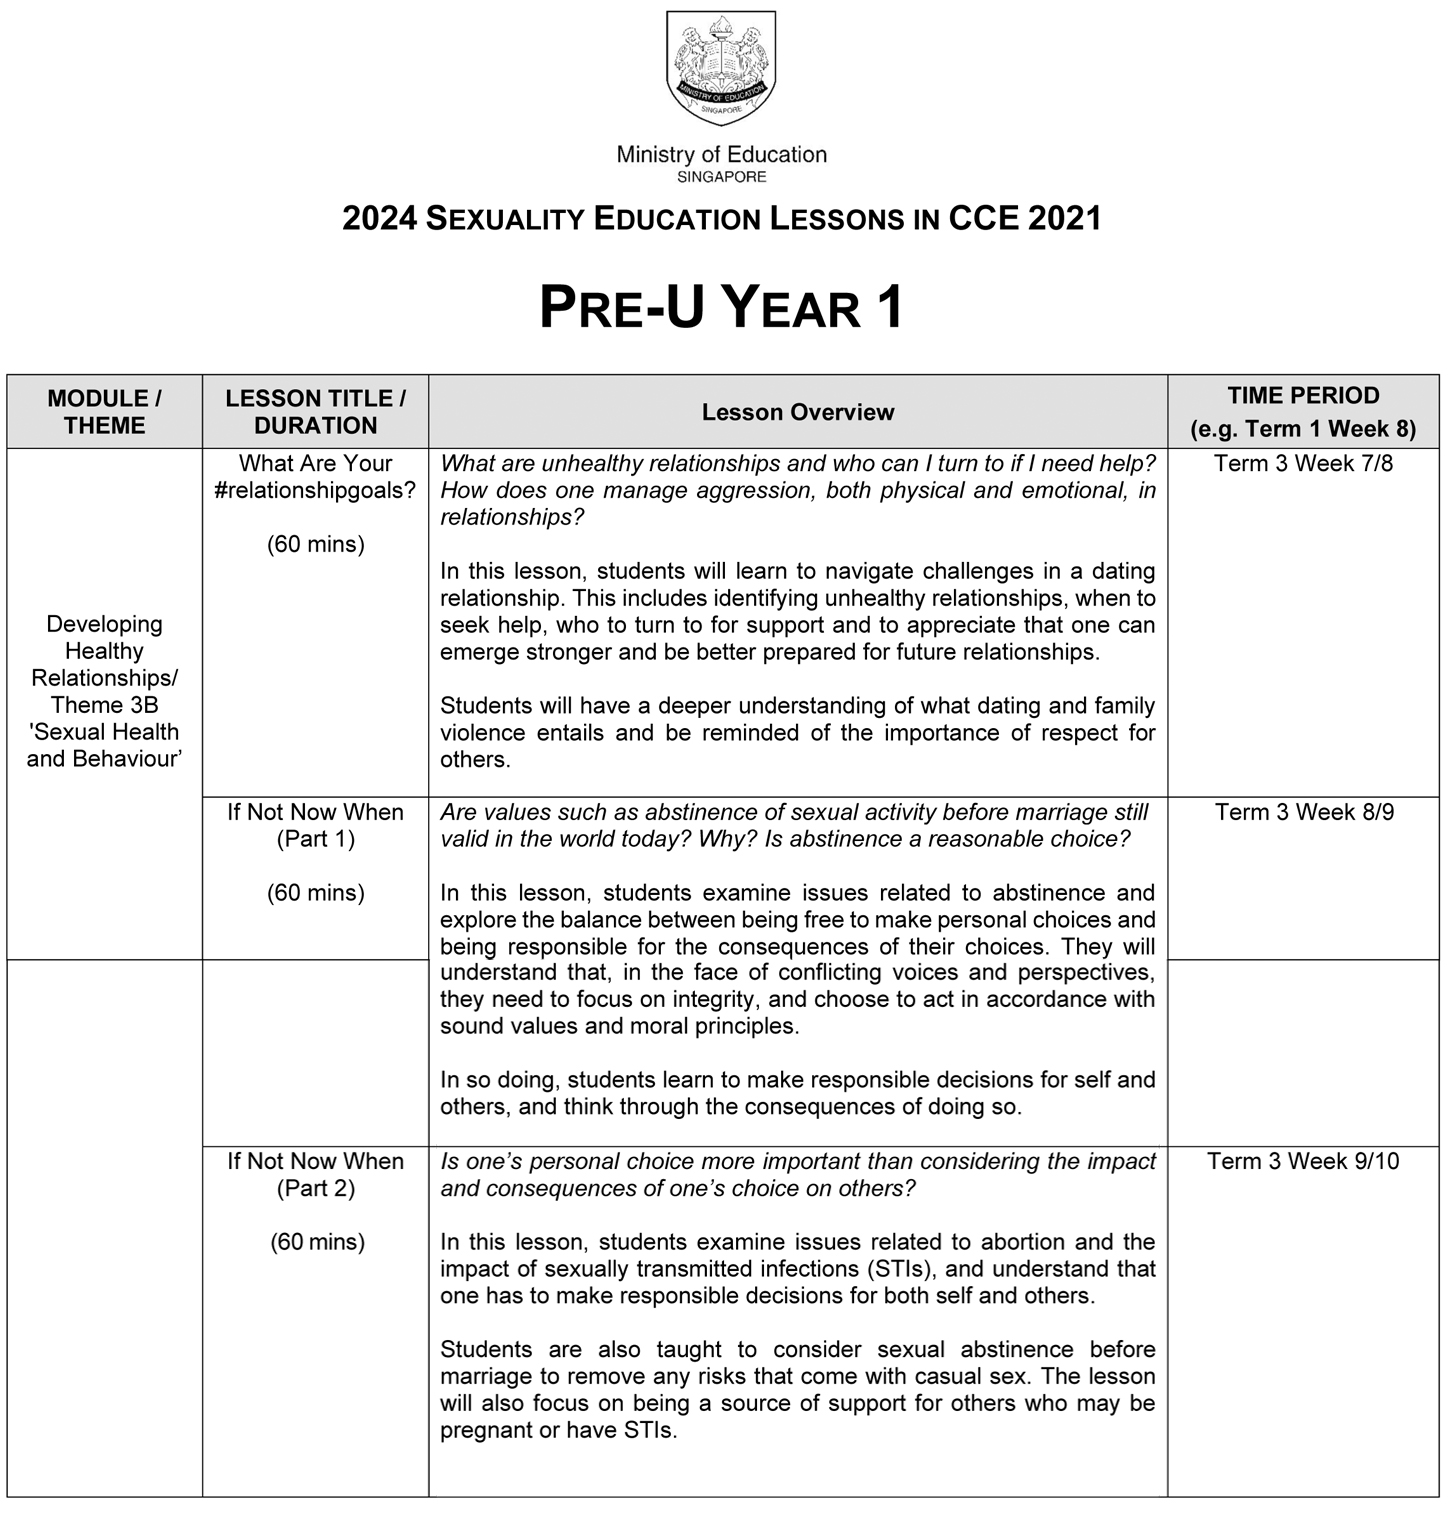 MINISTRY OF EDUCATION
SINGAPORE
Ministry of Education
SINGAPORE
2024 SEXUALITY EDUCATION LESSONS IN CCE 2021
PRE-U YEAR 1
MODULE /
THEME
LESSON TITLE /
DURATION
Lesson Overview
TIME PERIOD
(e.g. Term 1 Week 8)
Developing
Healthy
Relationships/
Theme 3B
'Sexual Health
and Behaviour’
What Are Your
#relationshipgoals?
(60 mins)
What are unhealthy relationships and who can I turn to if I need help?
How does one manage aggression, both physical and emotional, in
relationships?
In this lesson, students will learn to navigate challenges in a dating
relationship. This includes identifying unhealthy relationships, when to
seek help, who to turn to for support and to appreciate that one can
emerge stronger and be better prepared for future relationships.
Students will have a deeper understanding of what dating and family
violence entails and be reminded of the importance of respect for
others.
Term 3 Week 7/8
If Not Now When
(Part 1)
(60 mins)
Are values such as abstinence of sexual activity before marriage still
valid in the world today? Why? Is abstinence a reasonable choice?
In this lesson, students examine issues related to abstinence and
explore the balance between being free to make personal choices and
being responsible for the consequences of their choices. They will
understand that, in the face of conflicting voices and perspectives,
they need to focus on integrity, and choose to act in accordance with
sound values and moral principles.
In so doing, students learn to make responsible decisions for self and
others, and think through the consequences of doing so.
Term 3 Week 8/9
If Not Now When
(Part 2)
(60 mins)
Is one’s personal choice more important than considering the impact
and consequences of one’s choice on others?
In this lesson, students examine issues related to abortion and the
impact of sexually transmitted infections (STIs), and understand that
one has to make responsible decisions for both self and others.
Students are also taught to consider sexual abstinence before
marriage to remove any risks that come with casual sex. The lesson
will also focus on being a source of support for others who may be
pregnant or have STIs.
Term 3 Week 9/10